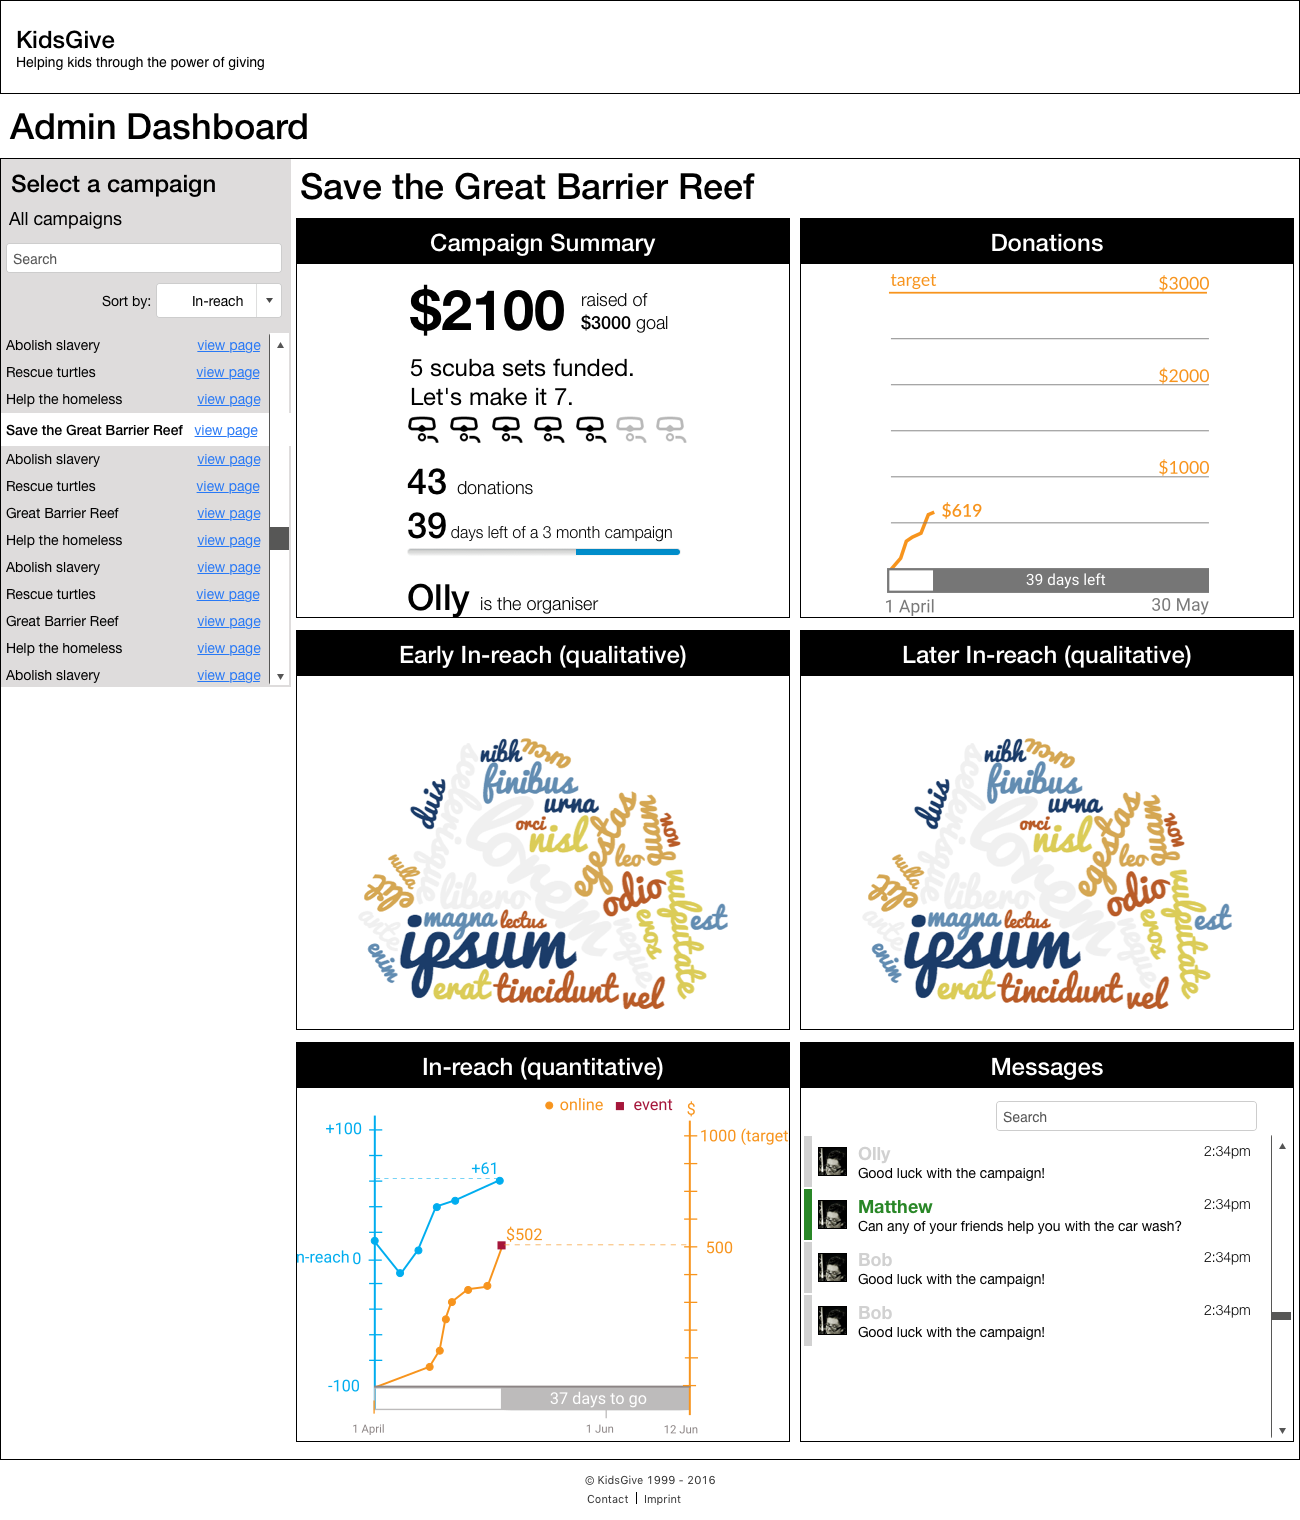 KidsGive
Helping kids through the power of giving
Admin Dashboard
Select a campaign
All campaigns
Search
Sort by: In-reach
Abolish slavery view page
Rescue turtles view page
Help the homeless view page
Save the Great Barrier Reef view page
Abolish slavery view page
Rescue turtles view page
Great Barrier Reef view page
Help the homeless view page
Abolish slavery view page
Rescue turtles view page
Great Barrier Reef view page
Help the homeless view page
Abolish slavery view page
Save the Great Barrier Reef
Campaign Summary
$2100 raised of
$3000 goal
5 scuba sets funded.
Let's make it 7.
43 donations
39 days left of a 3 month campaign
Olly is the organiser
Donations
target $3000
$2000
$1000
$619
39 days left
1 April 30 May
Early In-reach (qualitative)
nibh
orci
finibus
duis
urna
orci
nisl
scelerisque
lorem
egestas
quam
non
leo
nulla
libero
odio
vulputate
ante
magna
lectus
eros
est
enim
ipsum
neque
erat
tincidunt
vel
Later In-reach (qualitative)
nibh
finibus
duis
urna
orci
nisl
scelerisque
lorem
egestas
quam
non
leo
libero
odio
vulputate
ante
magna
lectus
eros
est
enim
ipsum
neque
erat
tincidunt
vel
In-reach (quantitative)
online event $
+100
1000 (target
+61
$502
n-reach 0
500
-100
37 days to go
1 April 1 Jun 12 Jun
Messages
Search
Olly 2:34pm
Good luck with the campaign!
Matthew 2:34pm
Can any of your friends help you with the car wash?
Bob 2:34pm
Good luck with the campaign!
Bob 2:34pm
Good luck with the campaign!
© KidsGive 1999 - 2016
Contact | Imprint